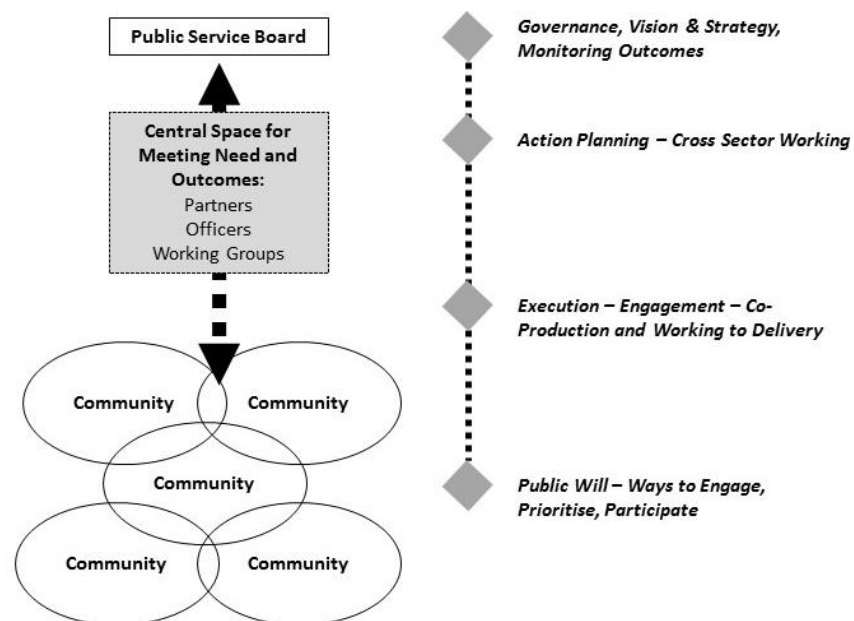 Public Service Board
Central Space for
Meeting Need and
Outcomes:
Partners
Officers
Working Groups
Community
Community
Community
Community
Community
Governance, Vision & Strategy,
Monitoring Outcomes
Action Planning – Cross Sector Working
Execution – Engagement – Co-
Production and Working to Delivery
Public Will – Ways to Engage,
Prioritise, Participate